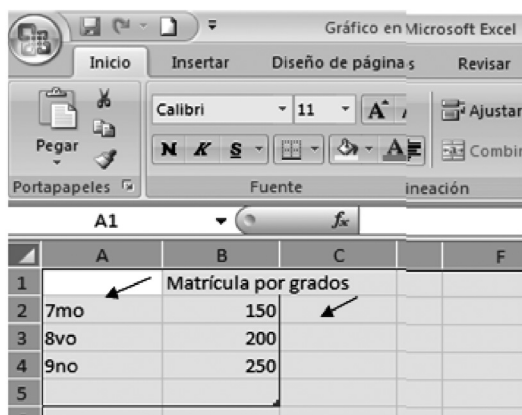 Gráfico en Microsoft Excel
Inicio Insertar Diseño de páginas Revisar
Calibri 11 A Ajustar
Pegar N K S A Combin
Portapapeles Fuente ineación
A1 fx
A B C F
1 Matrícula por grados
2 7mo 150
3 8vo 200
4 9no 250
5